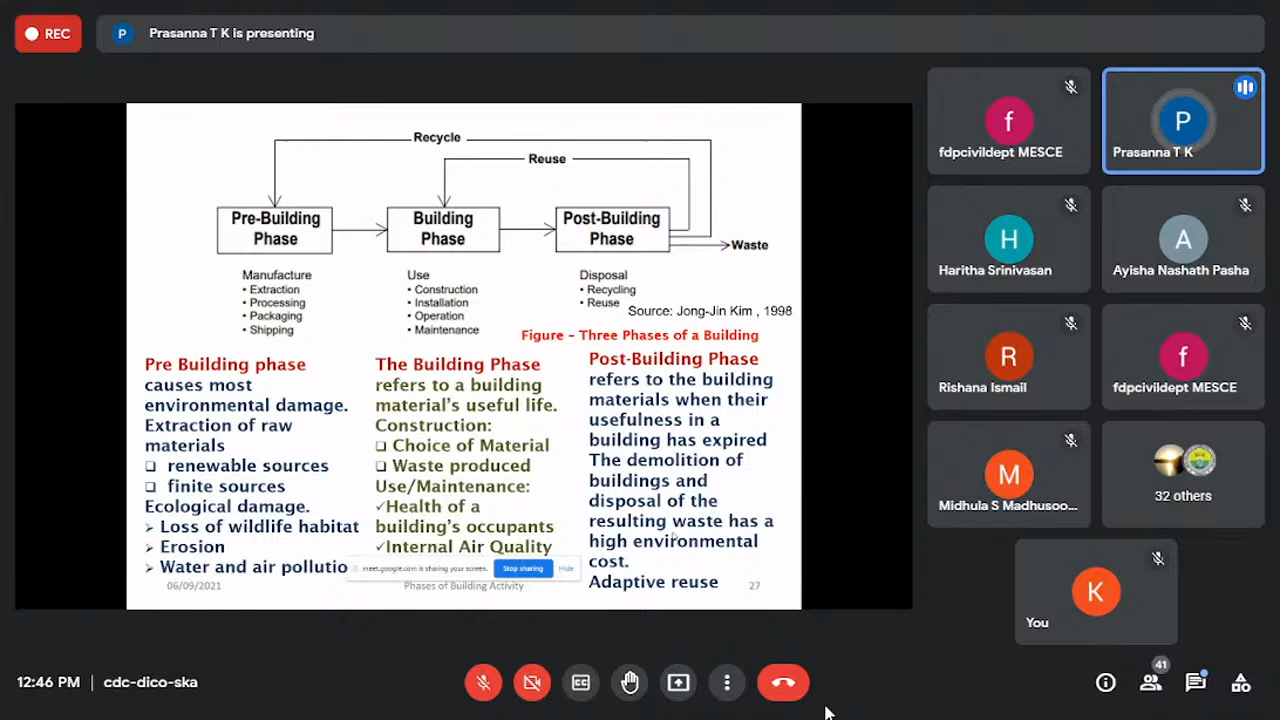 REC
P
Prasanna T K is presenting
Recycle
Reuse
Pre-Building
Phase
Building
Phase
Post-Building
Phase
Waste
Manufacture
• Extraction
• Processing
• Packaging
• Shipping
Use
• Construction
• Installation
• Operation
• Maintenance
Disposal
• Recycling
• Reuse
Source: Jong-Jin Kim , 1998
Figure – Three Phases of a Building
Pre Building phase
causes most
environmental damage.
Extraction of raw
materials
❑ renewable sources
❑ finite sources
Ecological damage.
➢ Loss of wildlife habitat
➢ Erosion
➢ Water and air pollutio
The Building Phase
refers to a building
material's useful life.
Construction:
❑ Choice of Material
❑ Waste produced
Use/Maintenance:
✓Health of a
building's occupants
✓Internal Air Quality
Post-Building Phase
refers to the building
materials when their
usefulness in a
building has expired
The demolition of
buildings and
disposal of the
resulting waste has a
high environmental
cost.
Adaptive reuse
meet.google.com is sharing your screen.
Stop sharing
Hide
06/09/2021
Phases of Building Activity
27
f
fdpcivildept MESCE
P
Prasanna T K
H
Haritha Srinivasan
A
Ayisha Nashath Pasha
R
Rishana Ismail
f
fdpcivildept MESCE
M
Midhula S Madhusoo...
32 others
K
You
12:46 PM | cdc-dico-ska
CC
41